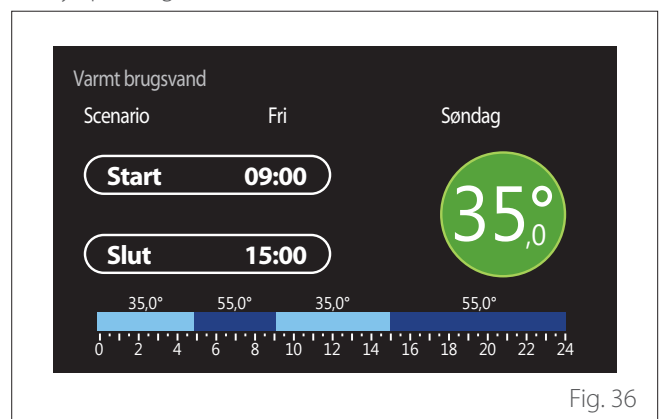 Varmt brugsvand
Scenario Fri Søndag
Start 09:00
35,0°
Slut 15:00
35,0° 55,0° 35,0° 55,0°
0 2 4 6 8 10 12 14 16 18 20 22 24
Fig. 36